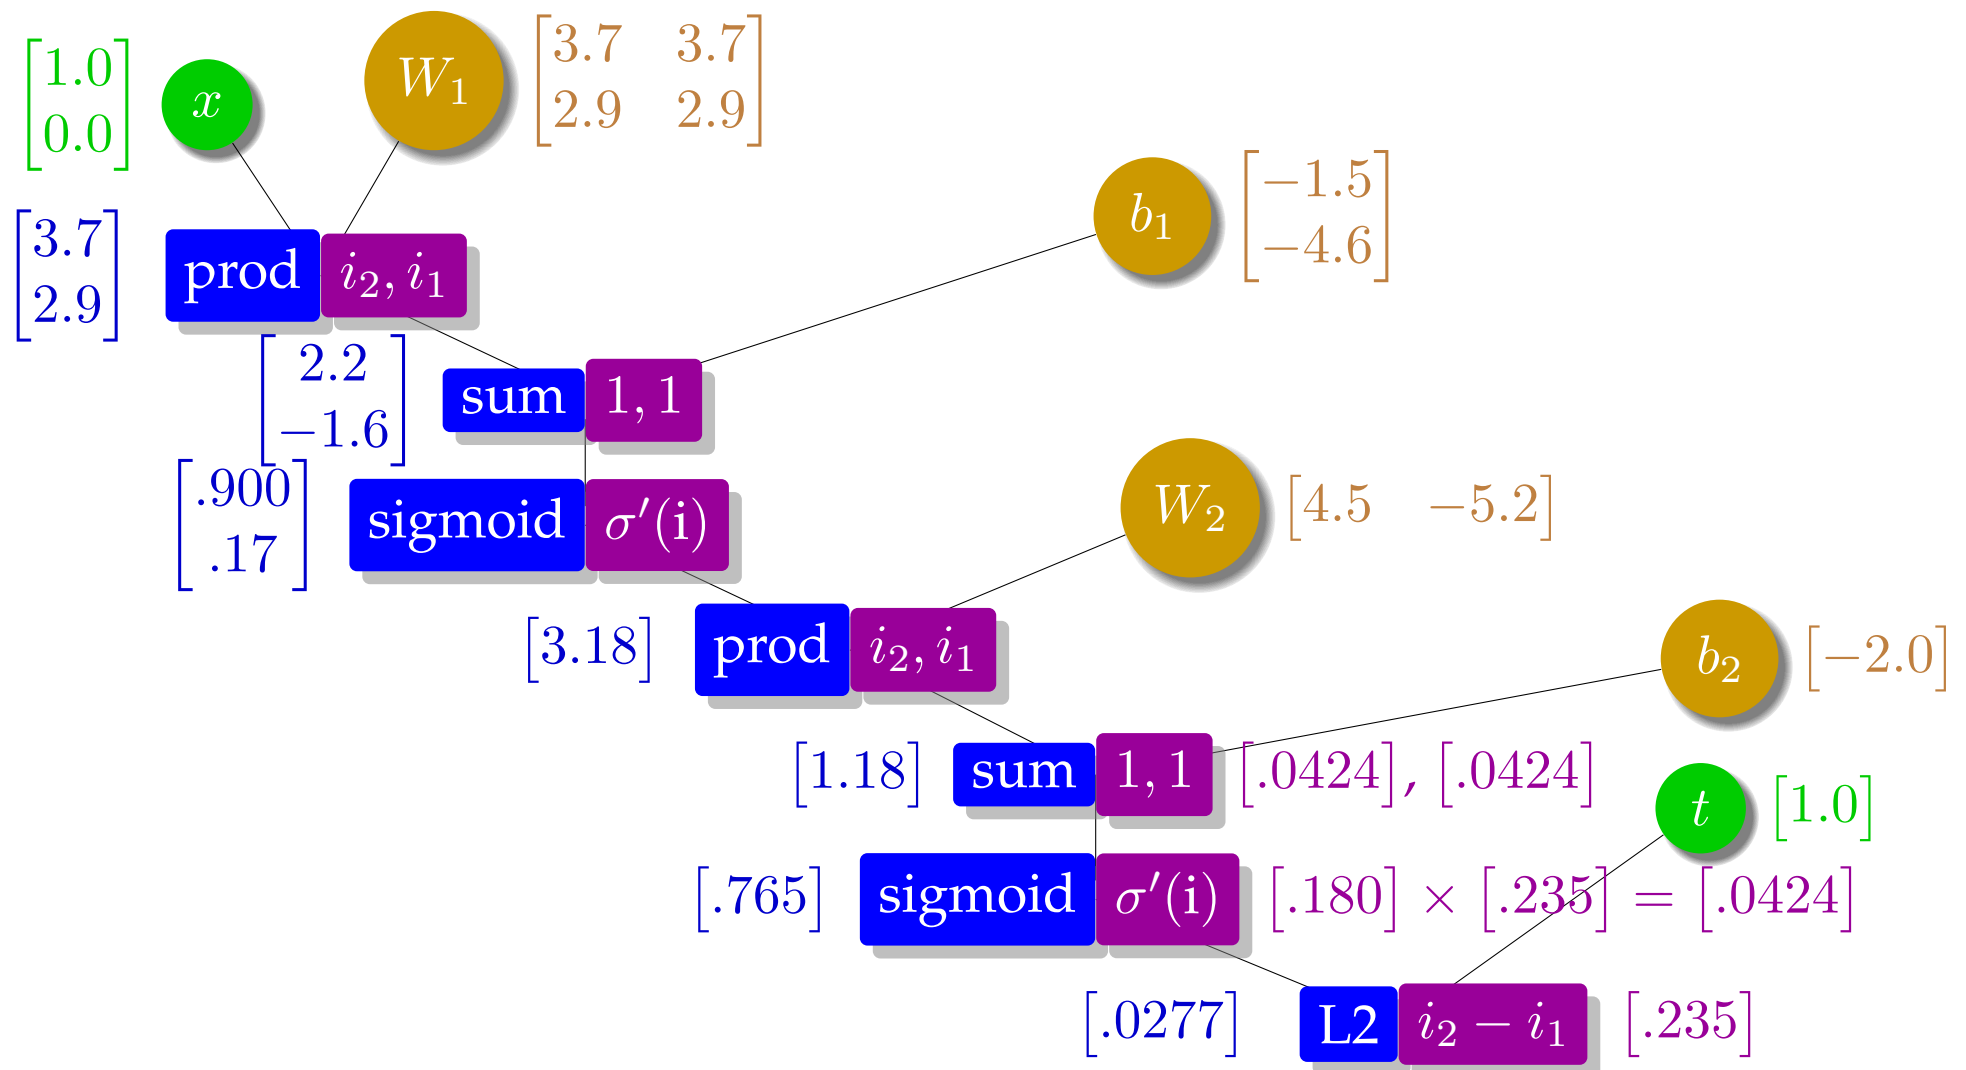 [1.0 0.0] x W₁ [3.7 3.7 2.9 2.9]
b₁ [−1.5 −4.6]
[3.7 2.9] prod i₂, i₁
[2.2 −1.6] sum 1, 1
[.900 .17] sigmoid σ′(i)
W₂ [4.5 −5.2]
[3.18] prod i₂, i₁
b₂ [−2.0]
[1.18] sum 1, 1 [.0424], [.0424]
t [1.0]
[.765] sigmoid σ′(i) [.180] × [.235] = [.0424]
[.0277] L2 i₂ − i₁ [.235]